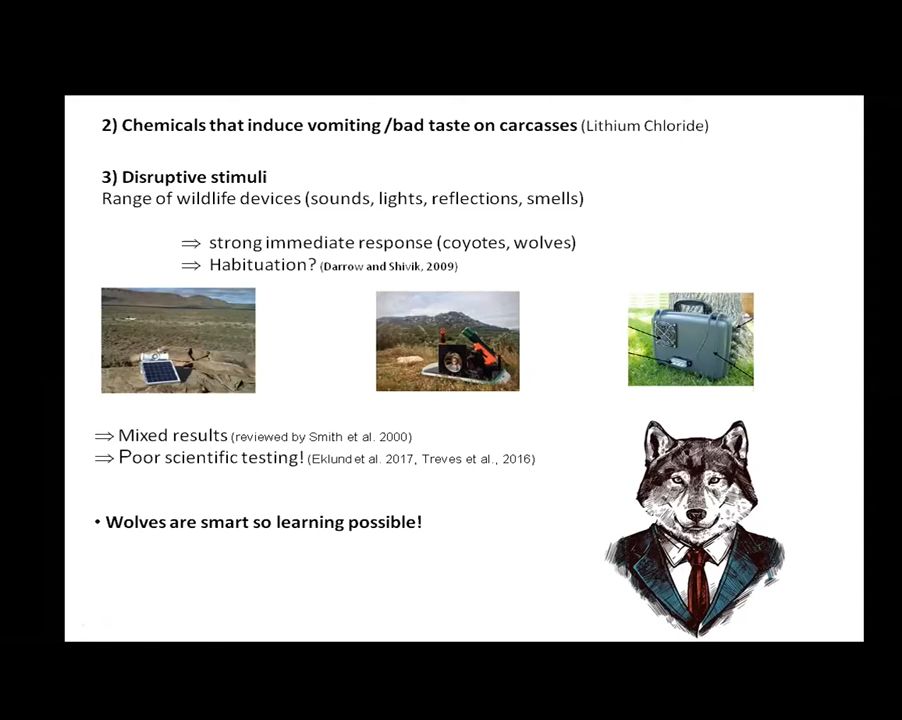 2) Chemicals that induce vomiting /bad taste on carcasses (Lithium Chloride)
3) Disruptive stimuli
Range of wildlife devices (sounds, lights, reflections, smells)
⇒ strong immediate response (coyotes, wolves)
⇒ Habituation? (Darrow and Shivik, 2009)
⇒ Mixed results (reviewed by Smith et al. 2000)
⇒ Poor scientific testing! (Eklund et al. 2017, Treves et al., 2016)
• Wolves are smart so learning possible!